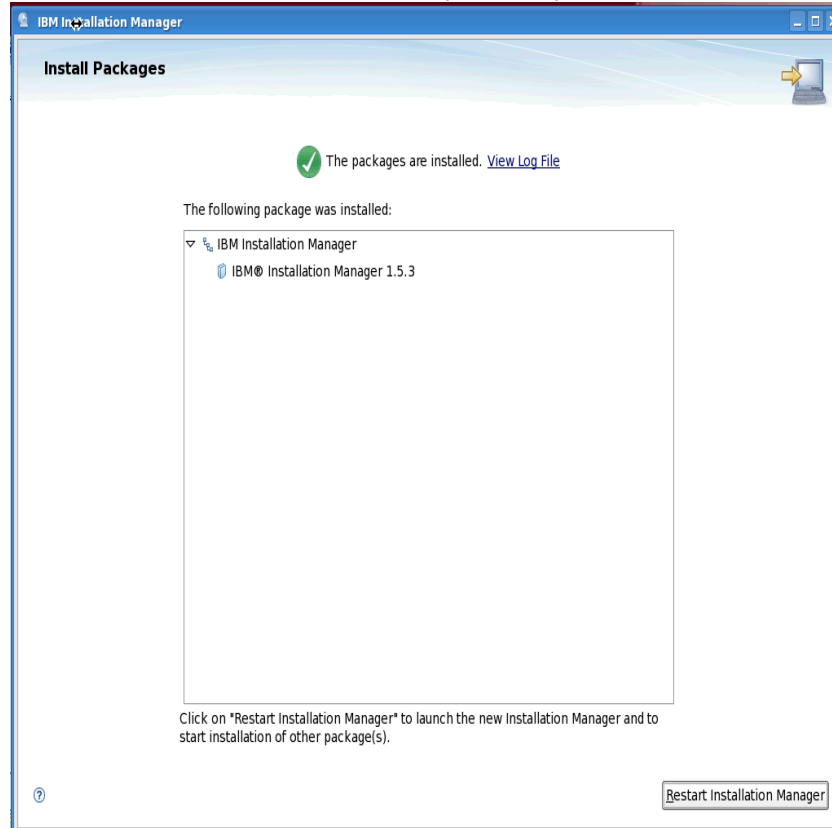 IBM Installation Manager
Install Packages
The packages are installed. View Log File
The following package was installed:
IBM Installation Manager
IBM® Installation Manager 1.5.3
Click on "Restart Installation Manager" to launch the new Installation Manager and to
start installation of other package(s).
?
Restart Installation Manager